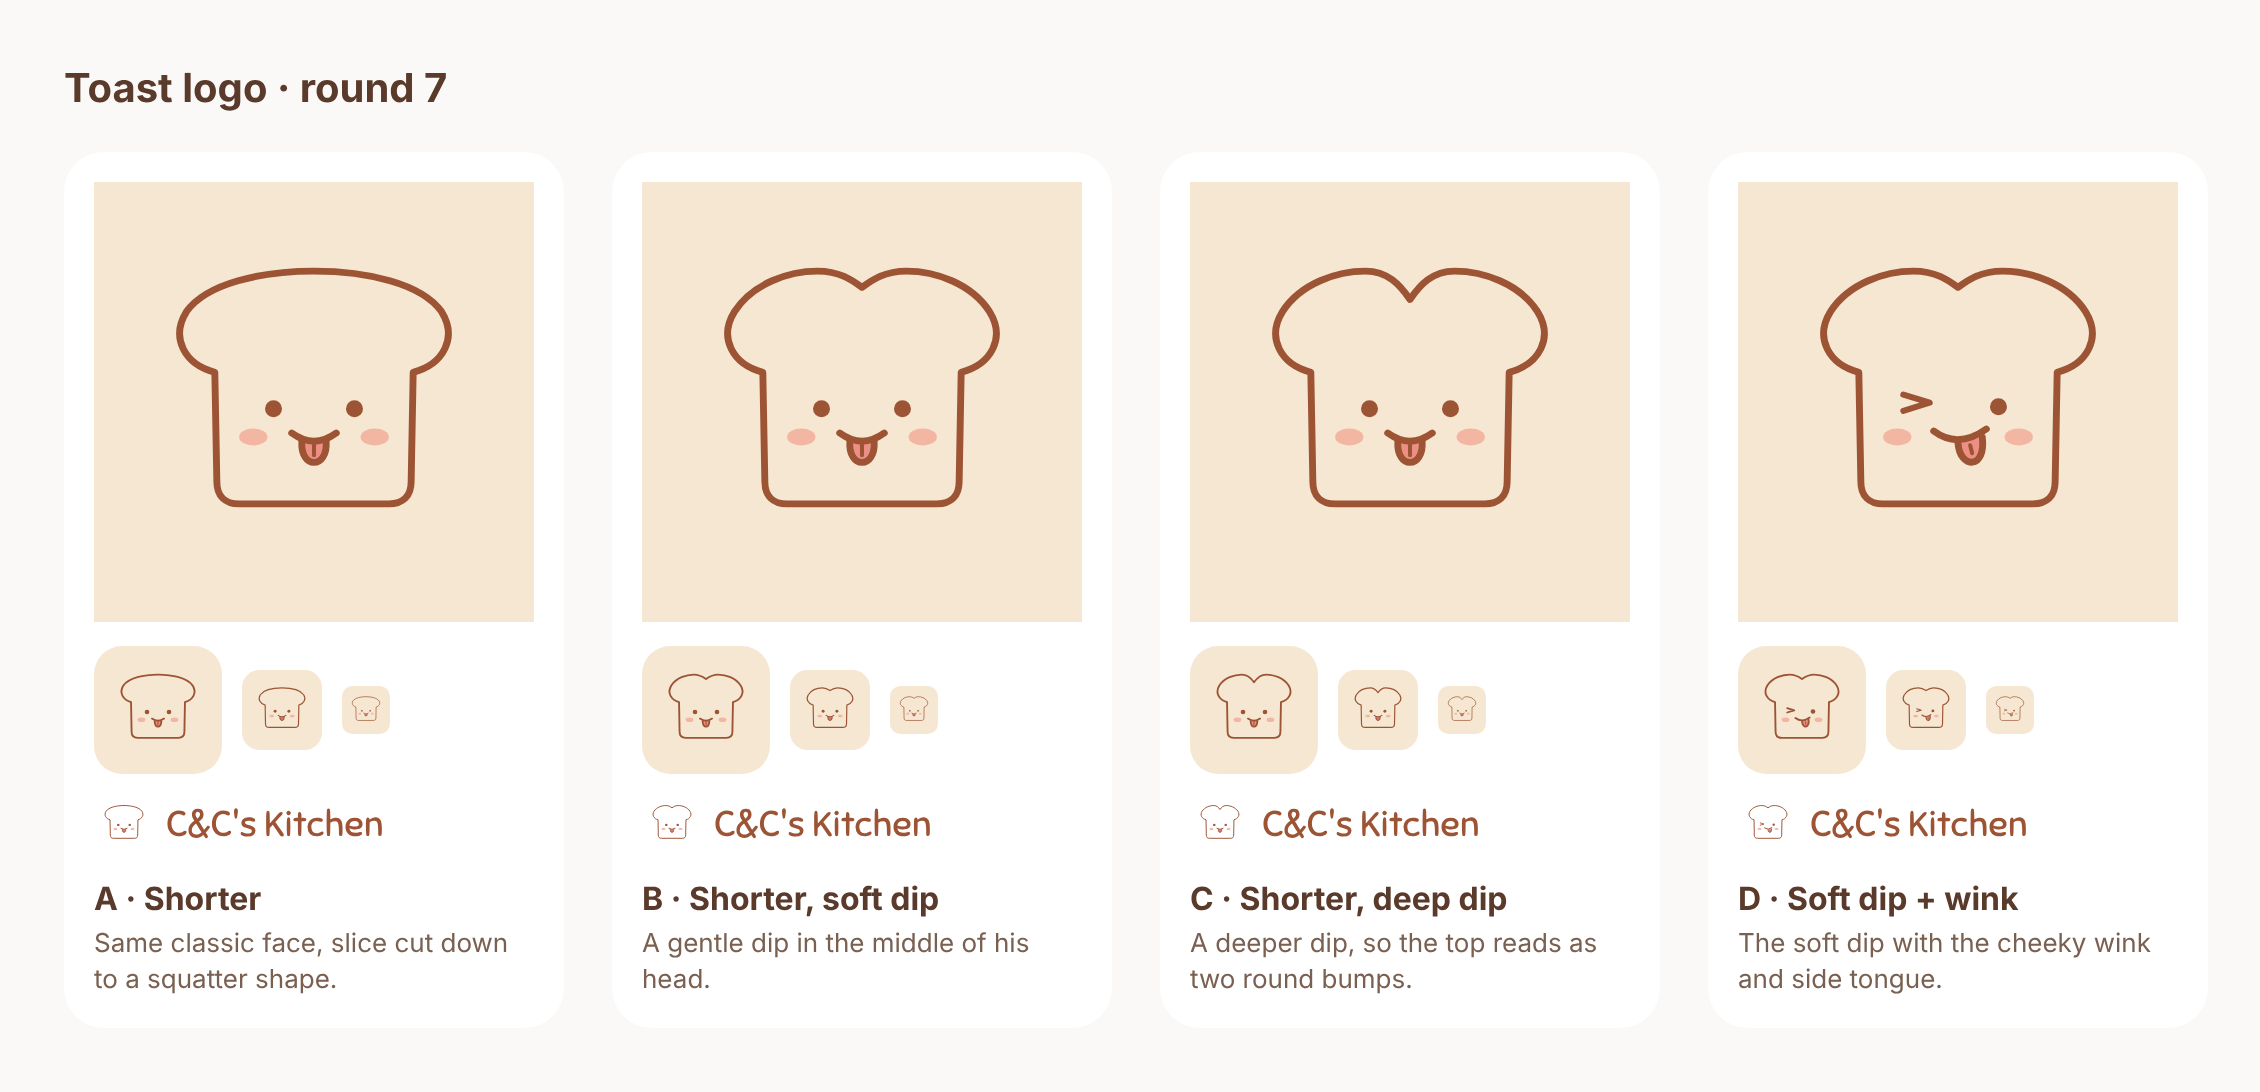 Toast logo · round 7
C&C's Kitchen
A · Shorter
Same classic face, slice cut down
to a squatter shape.
C&C's Kitchen
B · Shorter, soft dip
A gentle dip in the middle of his
head.
C&C's Kitchen
C · Shorter, deep dip
A deeper dip, so the top reads as
two round bumps.
C&C's Kitchen
D · Soft dip + wink
The soft dip with the cheeky wink
and side tongue.